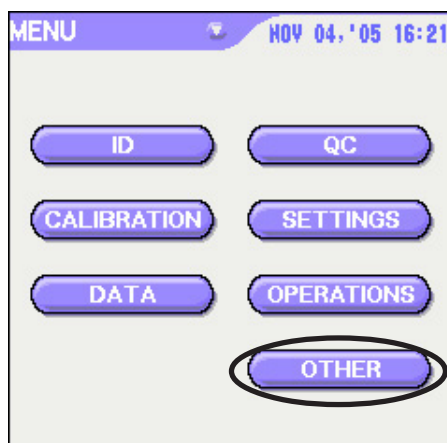 MENU NOV 04,'05 16:21
ID QC
CALIBRATION SETTINGS
DATA OPERATIONS
OTHER